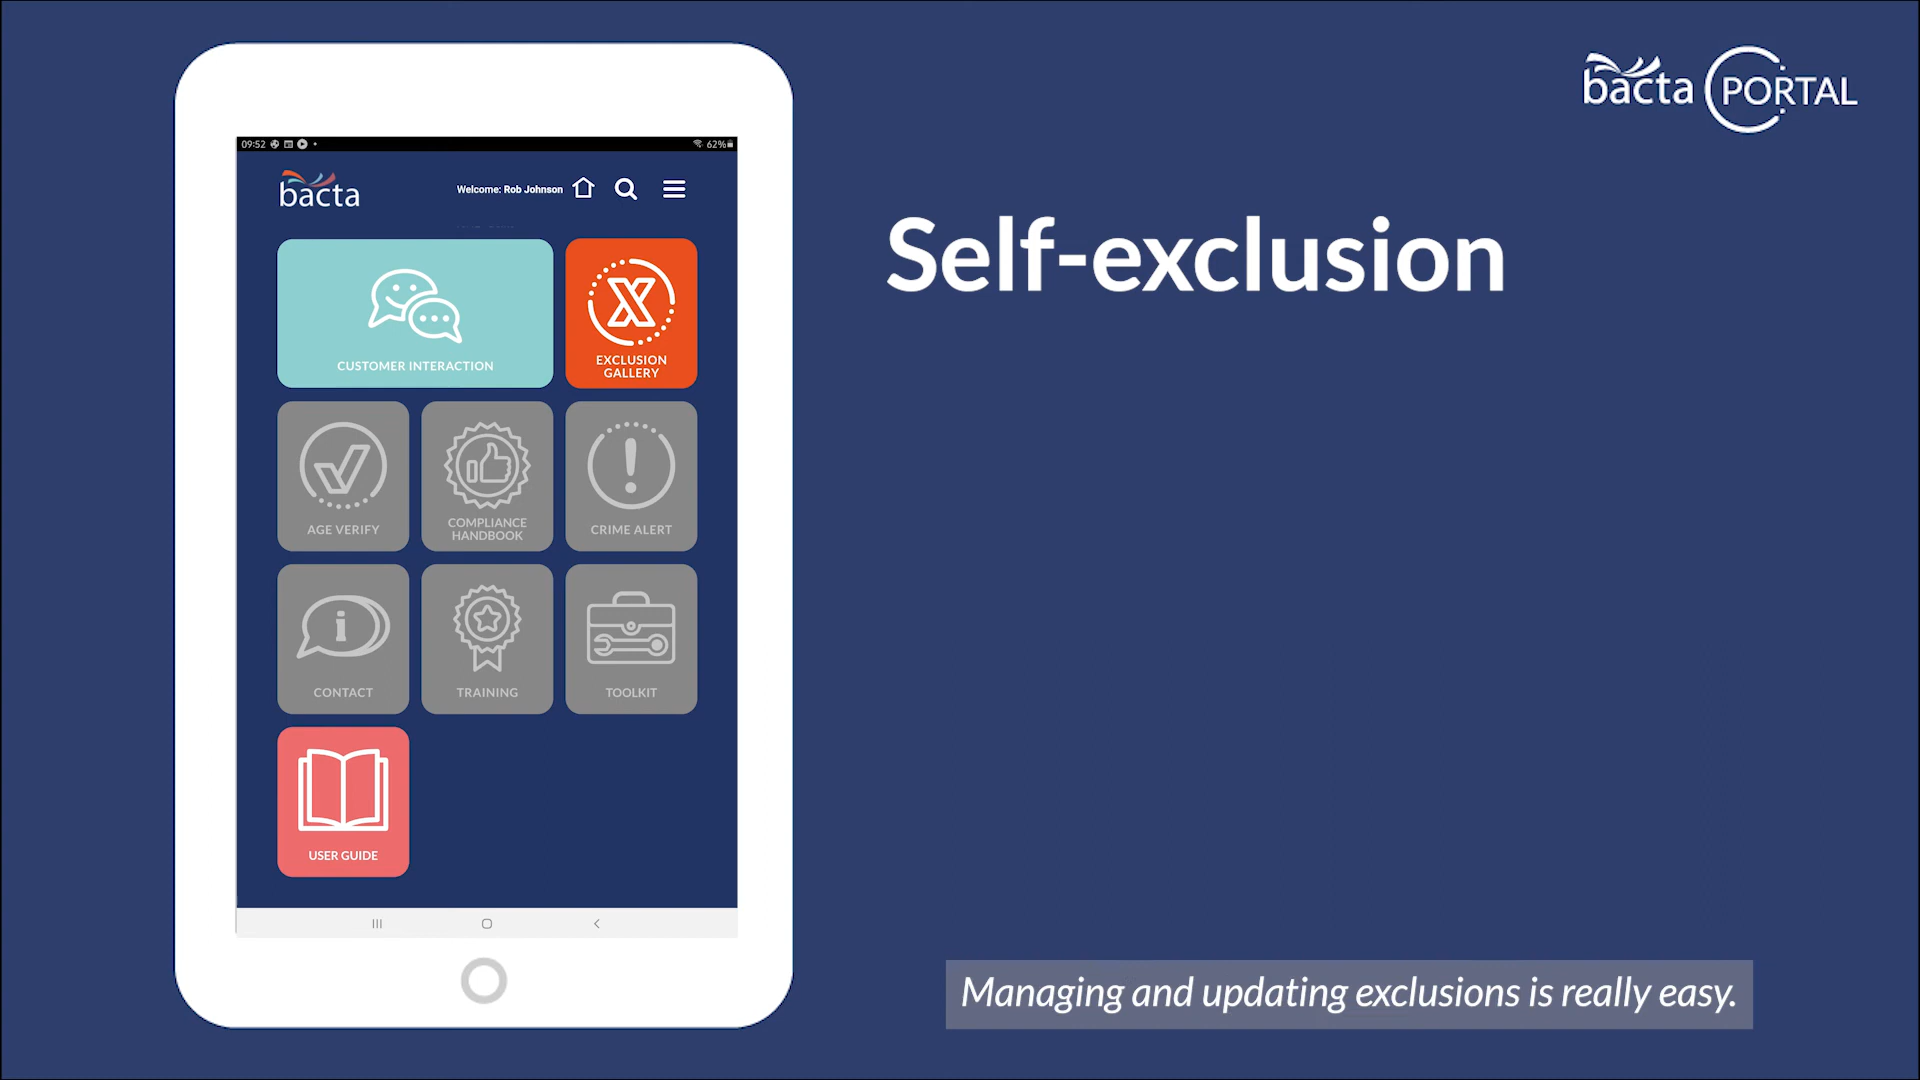 bacta PORTAL
09:52
62%
bacta
Welcome: Rob Johnson
Self-exclusion
CUSTOMER INTERACTION
EXCLUSION
GALLERY
AGE VERIFY
COMPLIANCE
HANDBOOK
CRIME ALERT
CONTACT
TRAINING
TOOLKIT
USER GUIDE
Managing and updating exclusions is really easy.